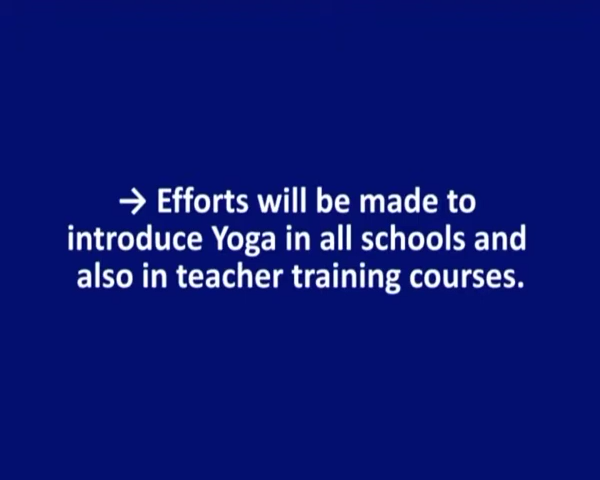 → Efforts will be made to
introduce Yoga in all schools and
also in teacher training courses.